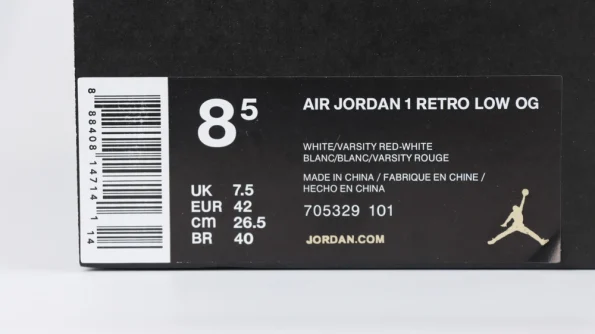 8 88408 14714 1 14
8 5
UK 7.5
EUR 42
cm 26.5
BR 40
AIR JORDAN 1 RETRO LOW OG
WHITE/VARSITY RED-WHITE
BLANC/BLANC/VARSITY ROUGE
MADE IN CHINA / FABRIQUE EN CHINE /
HECHO EN CHINA
705329 101
JORDAN.COM